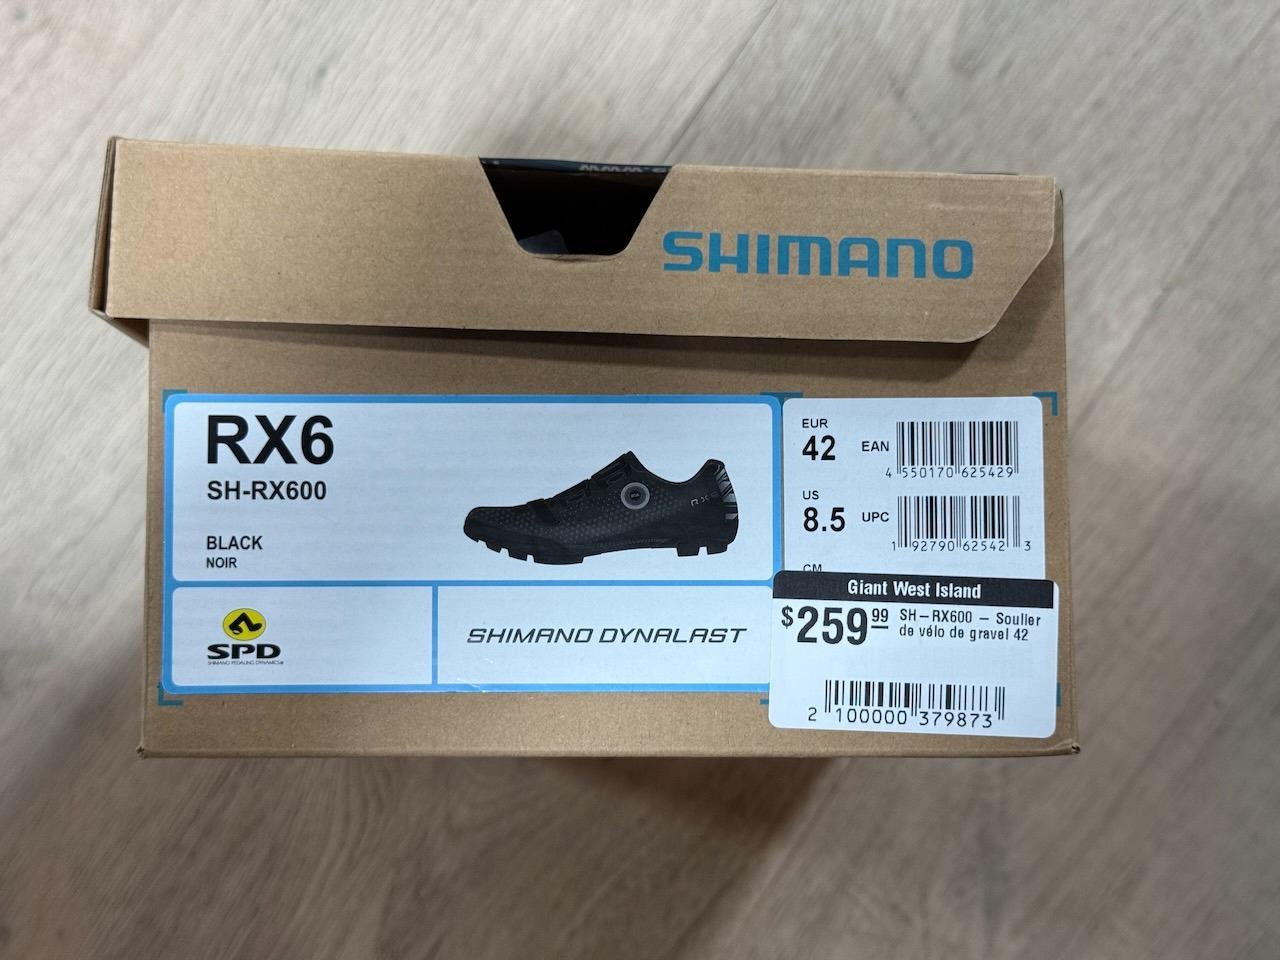 SHIMANO
RX6
SH-RX600
BLACK
NOIR
RX
SPD
SHIMANO PEDALING DYNAMICS
SHIMANO DYNALAST
EUR
42
EAN
4 550170 625429
US
8.5
UPC
1 92790 62542 3
CM
Giant West Island
$259.99 SH-RX600 - Soulier
de vélo de gravel 42
2 100000 379873